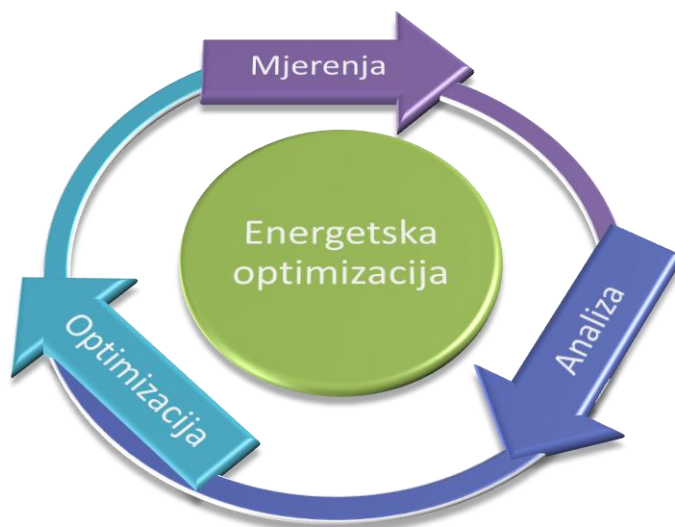 Mjerenja
Energetska
optimizacija
Analiza
Optimizacija